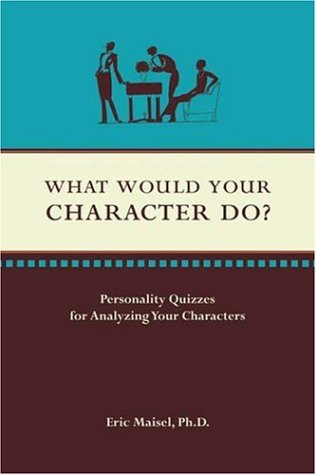 WHAT WOULD YOUR
CHARACTER DO?
Personality Quizzes
for Analyzing Your Characters
Eric Maisel, Ph.D.